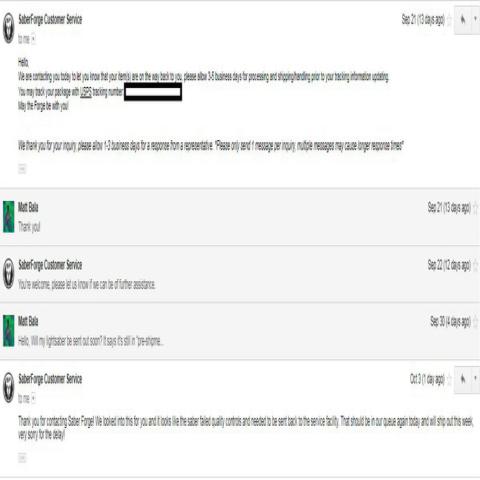 SaberForge Customer Service
Sep 21 (13 days ago)
to me
Hello,
We are contacting you today to let you know that your item(s) are on the way back to you, please allow 3-5 business days for processing and shipping/handling prior to your tracking information updating.
You may track your package with USPS tracking number:
May the Forge be with you!
We thank you for your inquiry, please allow 1-3 business days for a response from a representative. *Please only send 1 message per inquiry, multiple messages may cause longer response times*
Matt Bala
Sep 21 (13 days ago)
Thank you!
SaberForge Customer Service
Sep 22 (12 days ago)
You're welcome, please let us know if we can be of further assistance.
Matt Bala
Sep 30 (4 days ago)
Hello, Will my lightsaber be sent out soon? It says it's still in "pre-shipme...
SaberForge Customer Service
Oct 3 (1 day ago)
to me
Thank you for contacting Saber Forge! We looked into this for you and it looks like the saber failed quality controls and needed to be sent back to the service facility. That should be in our queue again today and will ship out this week,
very sorry for the delay!